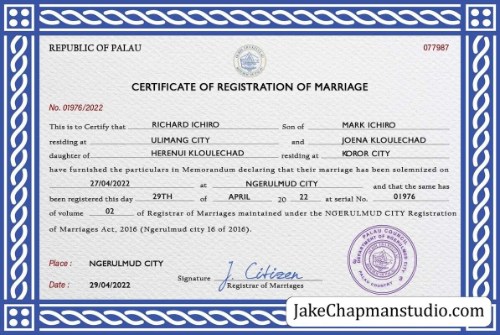 REPUBLIC OF PALAU
077987
CERTIFICATE OF REGISTRATION OF MARRIAGE
No. 01976/2022
This is to Certify that RICHARD ICHIRO Son of MARK ICHIRO
residing at ULIMANG CITY and JOENA KLOULECHAD
daughter of HERENUI KLOULECHAD residing at KOROR CITY
have furnished the particulars in Memorandum declaring that their marriage has been solemnized on
27/04/2022 at NGERULMUD CITY and that the same has
been registered this day 29TH of APRIL 20 22 at serial No. 01976
of volume 02 of Registrar of Marriages maintained under the NGERULMUD CITY Registration
of Marriages Act, 2016 (Ngerulmud city 16 of 2016).
Place : NGERULMUD CITY
Signature J. Citizen
Date : 29/04/2022
Registrar of Marriages
PALAU COUNCIL
DEPARTMENT OF NGERULMUD CITY
JakeChapmanstudio.com